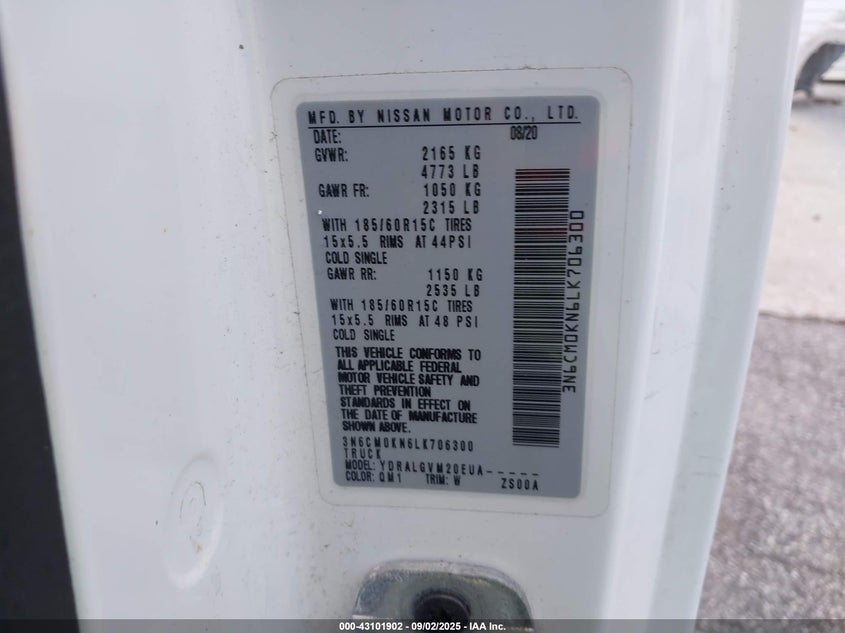 MFD. BY NISSAN MOTOR CO., LTD.
DATE: 08/20
GVWR: 2165 KG
4773 LB
GAWR FR: 1050 KG
2315 LB
WITH 185/60R15C TIRES
15x5.5 RIMS AT 44PSI
COLD SINGLE
GAWR RR: 1150 KG
2535 LB
WITH 185/60R15C TIRES
15x5.5 RIMS AT 48 PSI
COLD SINGLE
THIS VEHICLE CONFORMS TO
ALL APPLICABLE FEDERAL
MOTOR VEHICLE SAFETY AND
THEFT PREVENTION
STANDARDS IN EFFECT ON
THE DATE OF MANUFACTURE
SHOWN ABOVE.
3N6CM0KN6LK706300
TRUCK
MODEL: YDRALGVM20EUA-----
COLOR: QM1 TRIM: W ZS00A
3N6CM0KN6LK706300
000-43101902 - 09/02/2025 - IAA Inc.